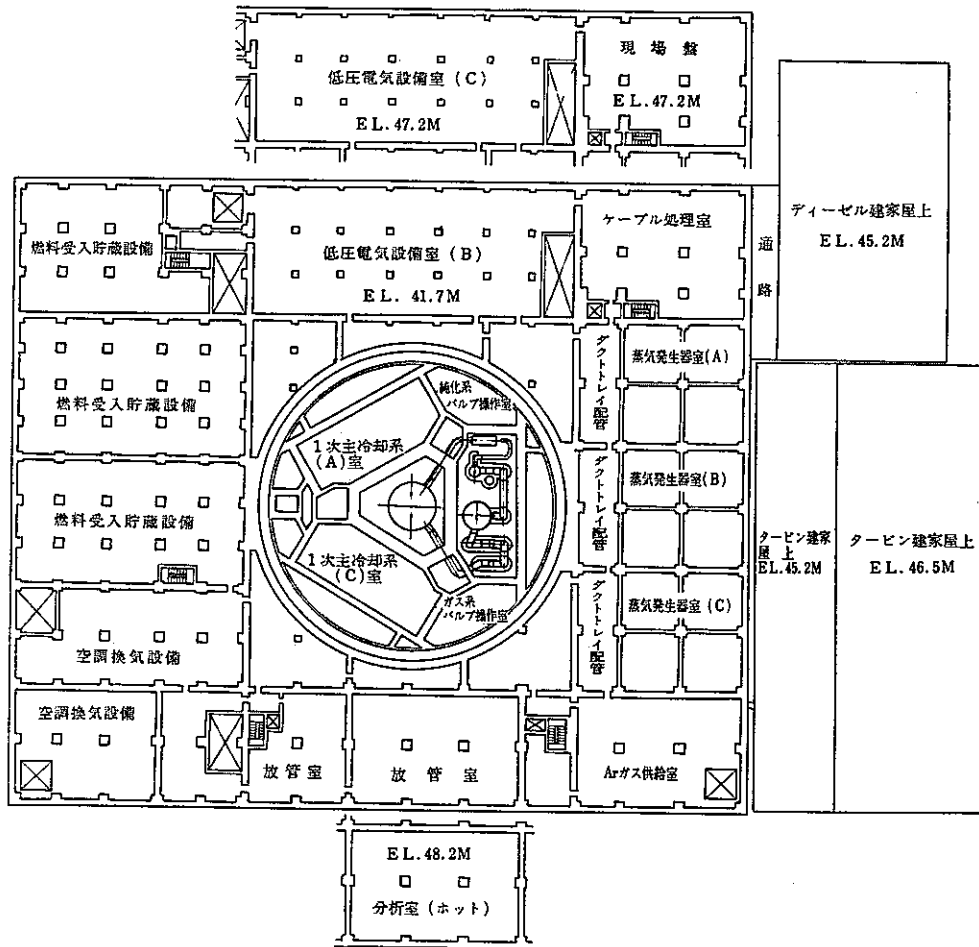 現場盤
低圧電気設備室(C)
EL.47.2M
EL.47.2M
ディーゼル建家屋上
EL.45.2M
通路
ケーブル処理室
燃料受入貯蔵設備
低圧電気設備室(B)
EL. 41.7M
ダクトトレイ配管
蒸気発生器室(A)
純化系
バルブ操作室
燃料受入貯蔵設備
1次主冷却系
(A)室
ダクトトレイ配管
蒸気発生器室(B)
燃料受入貯蔵設備
タービン建家
屋上
EL.45.2M
タービン建家屋上
EL.46.5M
1次主冷却系
(C)室
ガス系
バルブ操作室
ダクトトレイ配管
蒸気発生器室(C)
空調換気設備
空調換気設備
放管室
放管室
Arガス供給室
EL.48.2M
分析室(ホット)